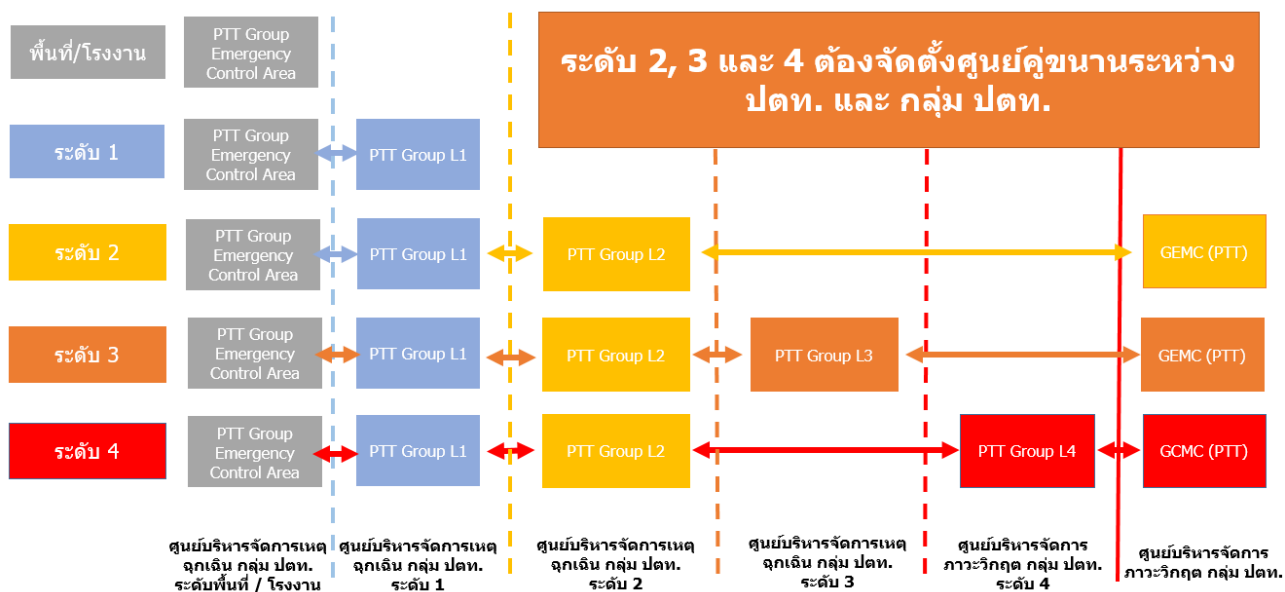 พื้นที่/โรงงาน
PTT Group
Emergency
Control Area
ระดับ 2, 3 และ 4 ต้องจัดตั้งศูนย์คู่ขนานระหว่าง
ปตท. และ กลุ่ม ปตท.
ระดับ 1
PTT Group
Emergency
Control Area
PTT Group L1
ระดับ 2
PTT Group
Emergency
Control Area
PTT Group L1
PTT Group L2
GEMC (PTT)
ระดับ 3
PTT Group
Emergency
Control Area
PTT Group L1
PTT Group L2
PTT Group L3
GEMC (PTT)
ระดับ 4
PTT Group
Emergency
Control Area
PTT Group L1
PTT Group L2
PTT Group L4
GCMC (PTT)
ศูนย์บริหารจัดการเหตุ
ฉุกเฉิน กลุ่ม ปตท.
ระดับพื้นที่ / โรงงาน
ศูนย์บริหารจัดการเหตุ
ฉุกเฉิน กลุ่ม ปตท.
ระดับ 1
ศูนย์บริหารจัดการเหตุ
ฉุกเฉิน กลุ่ม ปตท.
ระดับ 2
ศูนย์บริหารจัดการเหตุ
ฉุกเฉิน กลุ่ม ปตท.
ระดับ 3
ศูนย์บริหารจัดการ
ภาวะวิกฤต กลุ่ม ปตท.
ระดับ 4
ศูนย์บริหารจัดการ
ภาวะวิกฤต กลุ่ม ปตท.